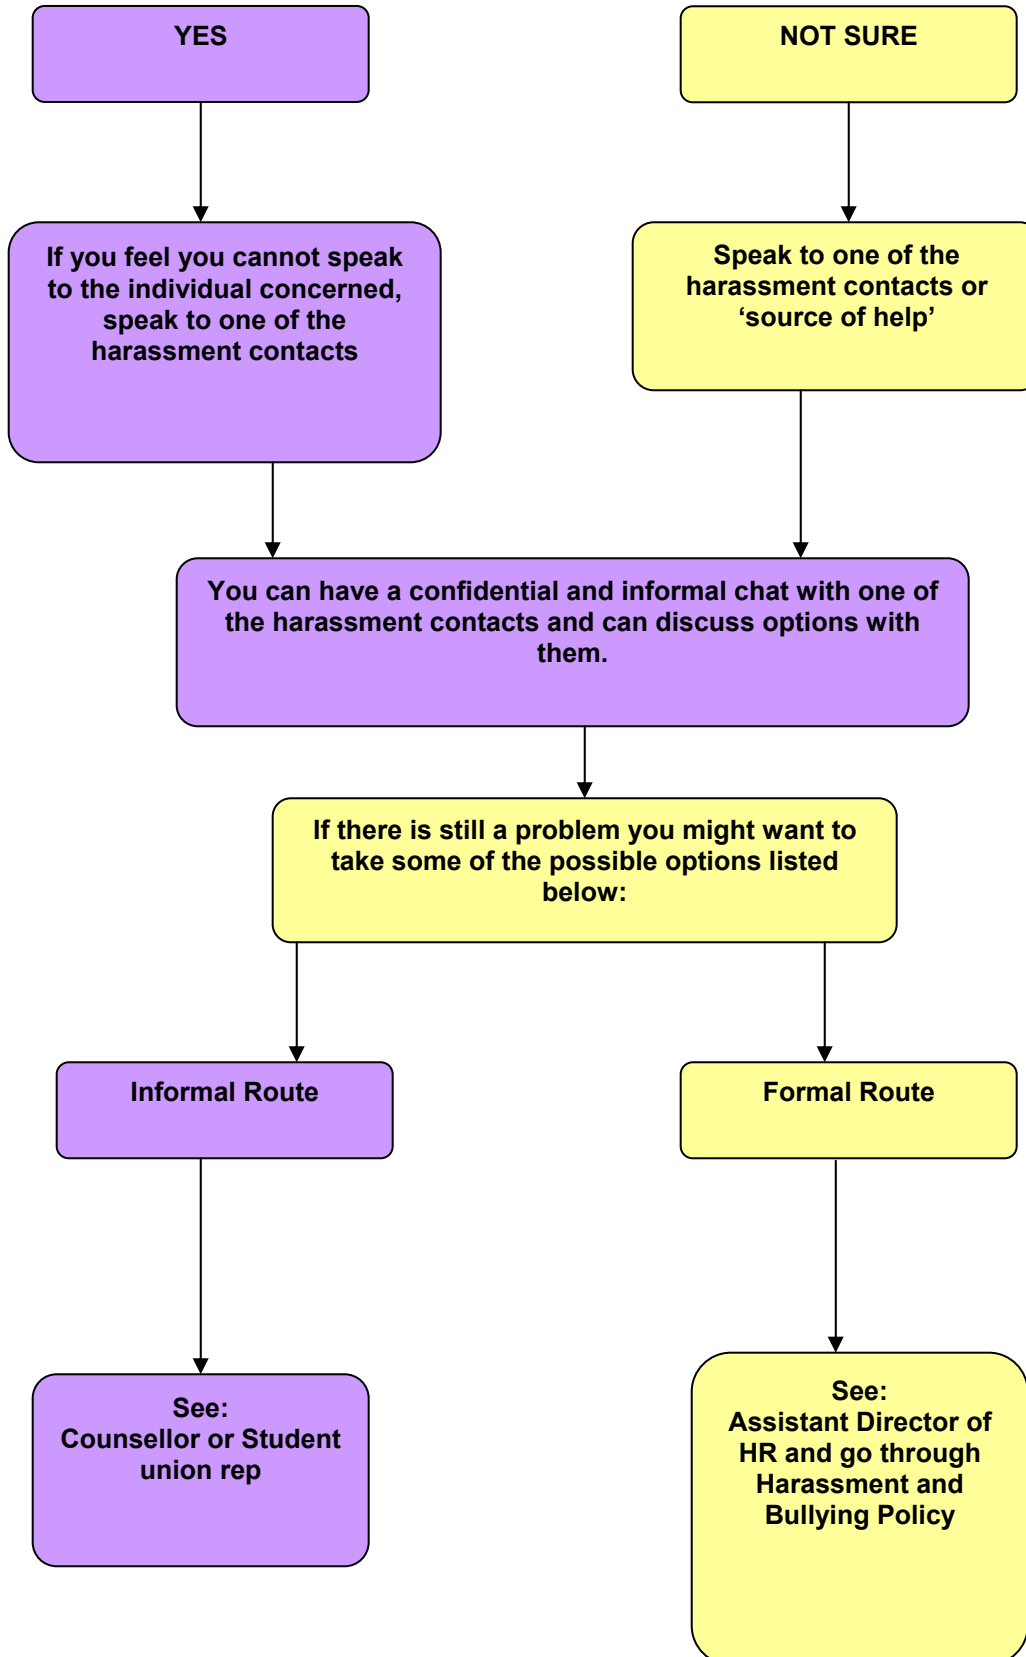 YES
NOT SURE
If you feel you cannot speak
to the individual concerned,
speak to one of the
harassment contacts
Speak to one of the
harassment contacts or
‘source of help’
You can have a confidential and informal chat with one of
the harassment contacts and can discuss options with
them.
If there is still a problem you might want to
take some of the possible options listed
below:
Informal Route
Formal Route
See:
Counsellor or Student
union rep
See:
Assistant Director of
HR and go through
Harassment and
Bullying Policy